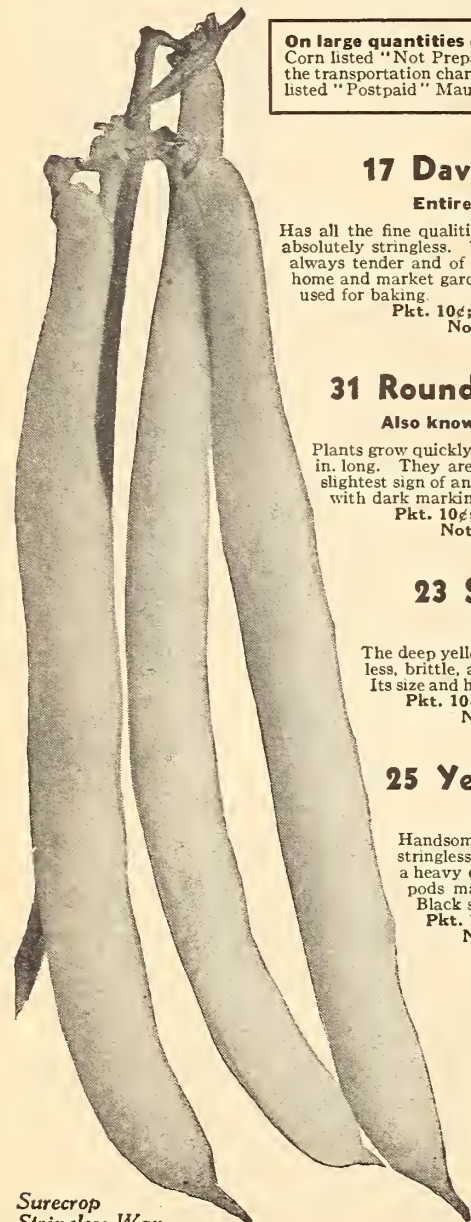 On large quantities
Corn listed "Not Prep
the transportation char
listed "Postpaid" Mau
17 Dav
Entire
Has all the fine qualiti
absolutely stringless.
always tender and of
home and market gard
used for baking.
Pkt. 10¢;
No
31 Round
Also know
Plants grow quickly
in. long. They are
slightest sign of an
with dark markin
Pkt. 10¢;
Not
23 S
The deep yell
less, brittle, a
Its size and h
Pkt. 10
N
25 Ye
Handsom
stringless
a heavy
pods ma
Black s
Pkt.
N
Surecrop
Stringless Wax